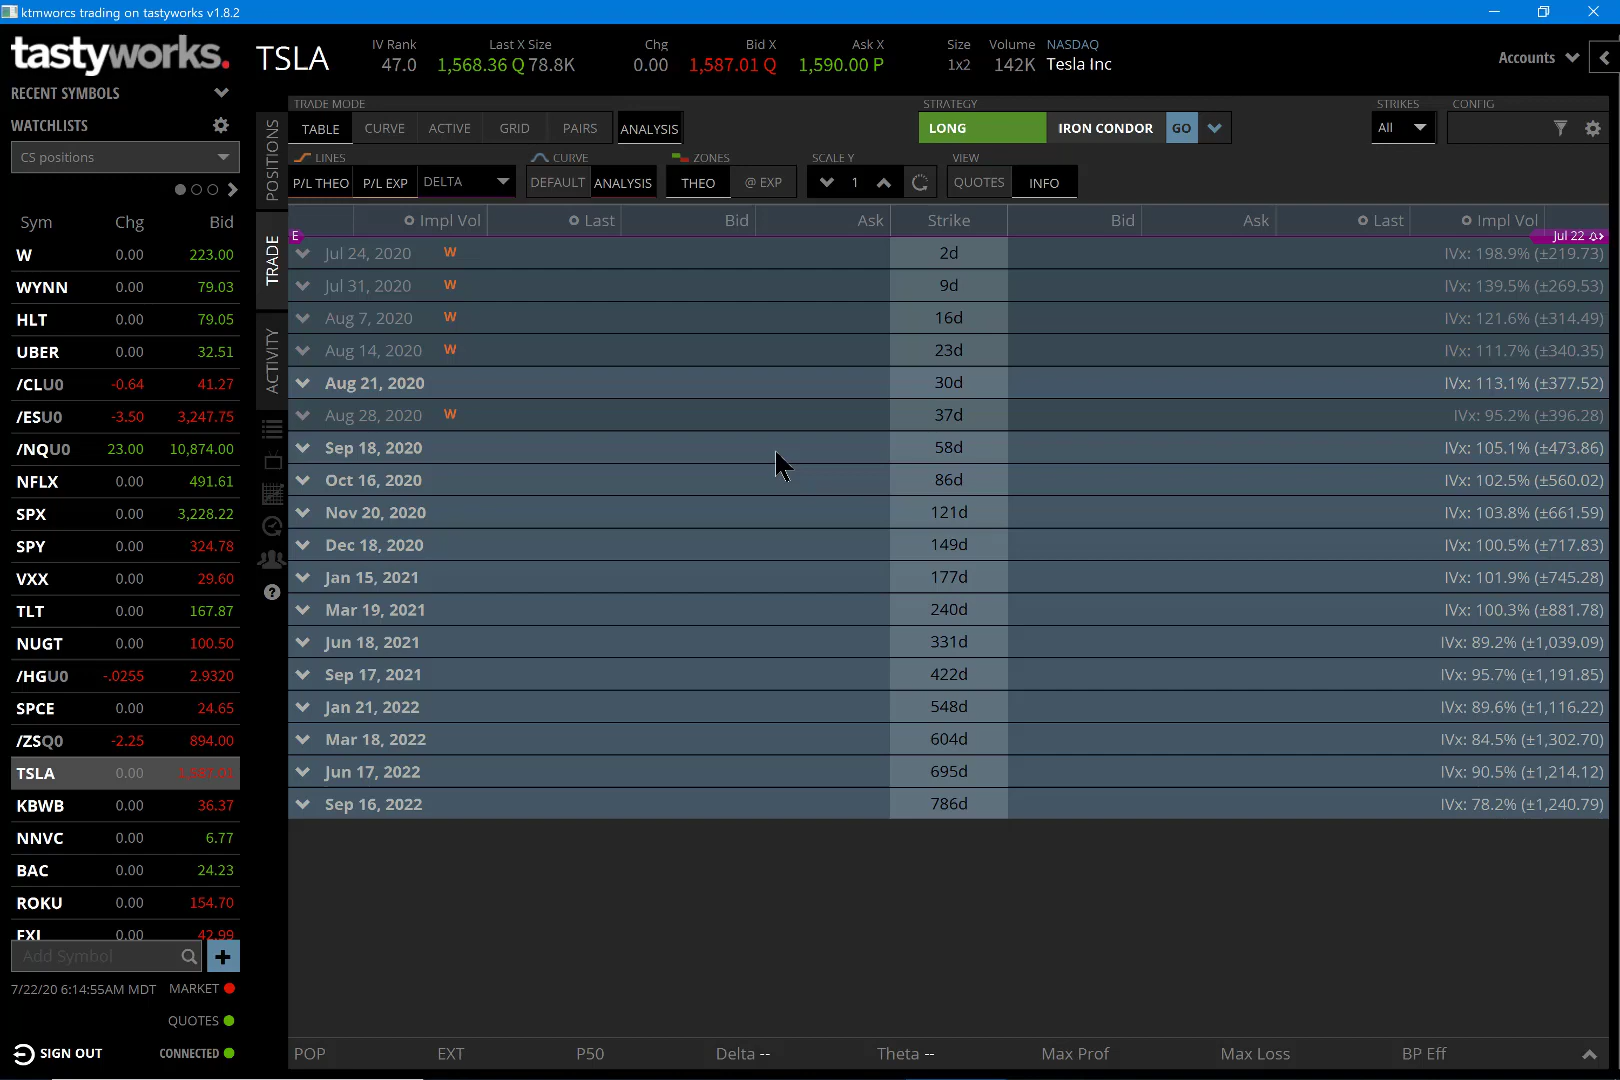 ktmworcs trading on tastyworks v1.8.2
tastyworks.
TSLA
IV Rank
47.0
Last X Size
1,568.36 Q 78.8K
Chg
0.00
Bid X
1,587.01 Q
Ask X
1,590.00 P
Size
1x2
Volume
142K
NASDAQ
Tesla Inc
Accounts
RECENT SYMBOLS
WATCHLISTS
CS positions
Sym Chg Bid
W 0.00 223.00
WYNN 0.00 79.03
HLT 0.00 79.05
UBER 0.00 32.51
/CLU0 -0.64 41.27
/ESU0 -3.50 3,247.75
/NQU0 23.00 10,874.00
NFLX 0.00 491.61
SPX 0.00 3,228.22
SPY 0.00 324.78
VXX 0.00 29.60
TLT 0.00 167.87
NUGT 0.00 100.50
/HGU0 -.0255 2.9320
SPCE 0.00 24.65
/ZSQ0 -2.25 894.00
TSLA 0.00 1,587.01
KBWB 0.00 36.37
NNVC 0.00 6.77
BAC 0.00 24.23
ROKU 0.00 154.70
FXI 0.00 42.99
Add Symbol
7/22/20 6:14:55AM MDT MARKET
QUOTES
SIGN OUT CONNECTED
POSITIONS
TRADE
ACTIVITY
TRADE MODE
TABLE CURVE ACTIVE GRID PAIRS ANALYSIS
STRATEGY
LONG IRON CONDOR GO
STRIKES
All
CONFIG
LINES
P/L THEO P/L EXP DELTA
CURVE
DEFAULT ANALYSIS
ZONES
THEO @ EXP
SCALE Y
1
VIEW
QUOTES INFO
Impl Vol Last Bid Ask Strike Bid Ask Last Impl Vol
E Jul 22
Jul 24, 2020 W 2d IVx: 198.9% (±219.73)
Jul 31, 2020 W 9d IVx: 139.5% (±269.53)
Aug 7, 2020 W 16d IVx: 121.6% (±314.49)
Aug 14, 2020 W 23d IVx: 111.7% (±340.35)
Aug 21, 2020 30d IVx: 113.1% (±377.52)
Aug 28, 2020 W 37d IVx: 95.2% (±396.28)
Sep 18, 2020 58d IVx: 105.1% (±473.86)
Oct 16, 2020 86d IVx: 102.5% (±560.02)
Nov 20, 2020 121d IVx: 103.8% (±661.59)
Dec 18, 2020 149d IVx: 100.5% (±717.83)
Jan 15, 2021 177d IVx: 101.9% (±745.28)
Mar 19, 2021 240d IVx: 100.3% (±881.78)
Jun 18, 2021 331d IVx: 89.2% (±1,039.09)
Sep 17, 2021 422d IVx: 95.7% (±1,191.85)
Jan 21, 2022 548d IVx: 89.6% (±1,116.22)
Mar 18, 2022 604d IVx: 84.5% (±1,302.70)
Jun 17, 2022 695d IVx: 90.5% (±1,214.12)
Sep 16, 2022 786d IVx: 78.2% (±1,240.79)
POP EXT P50 Delta -- Theta -- Max Prof Max Loss BP Eff